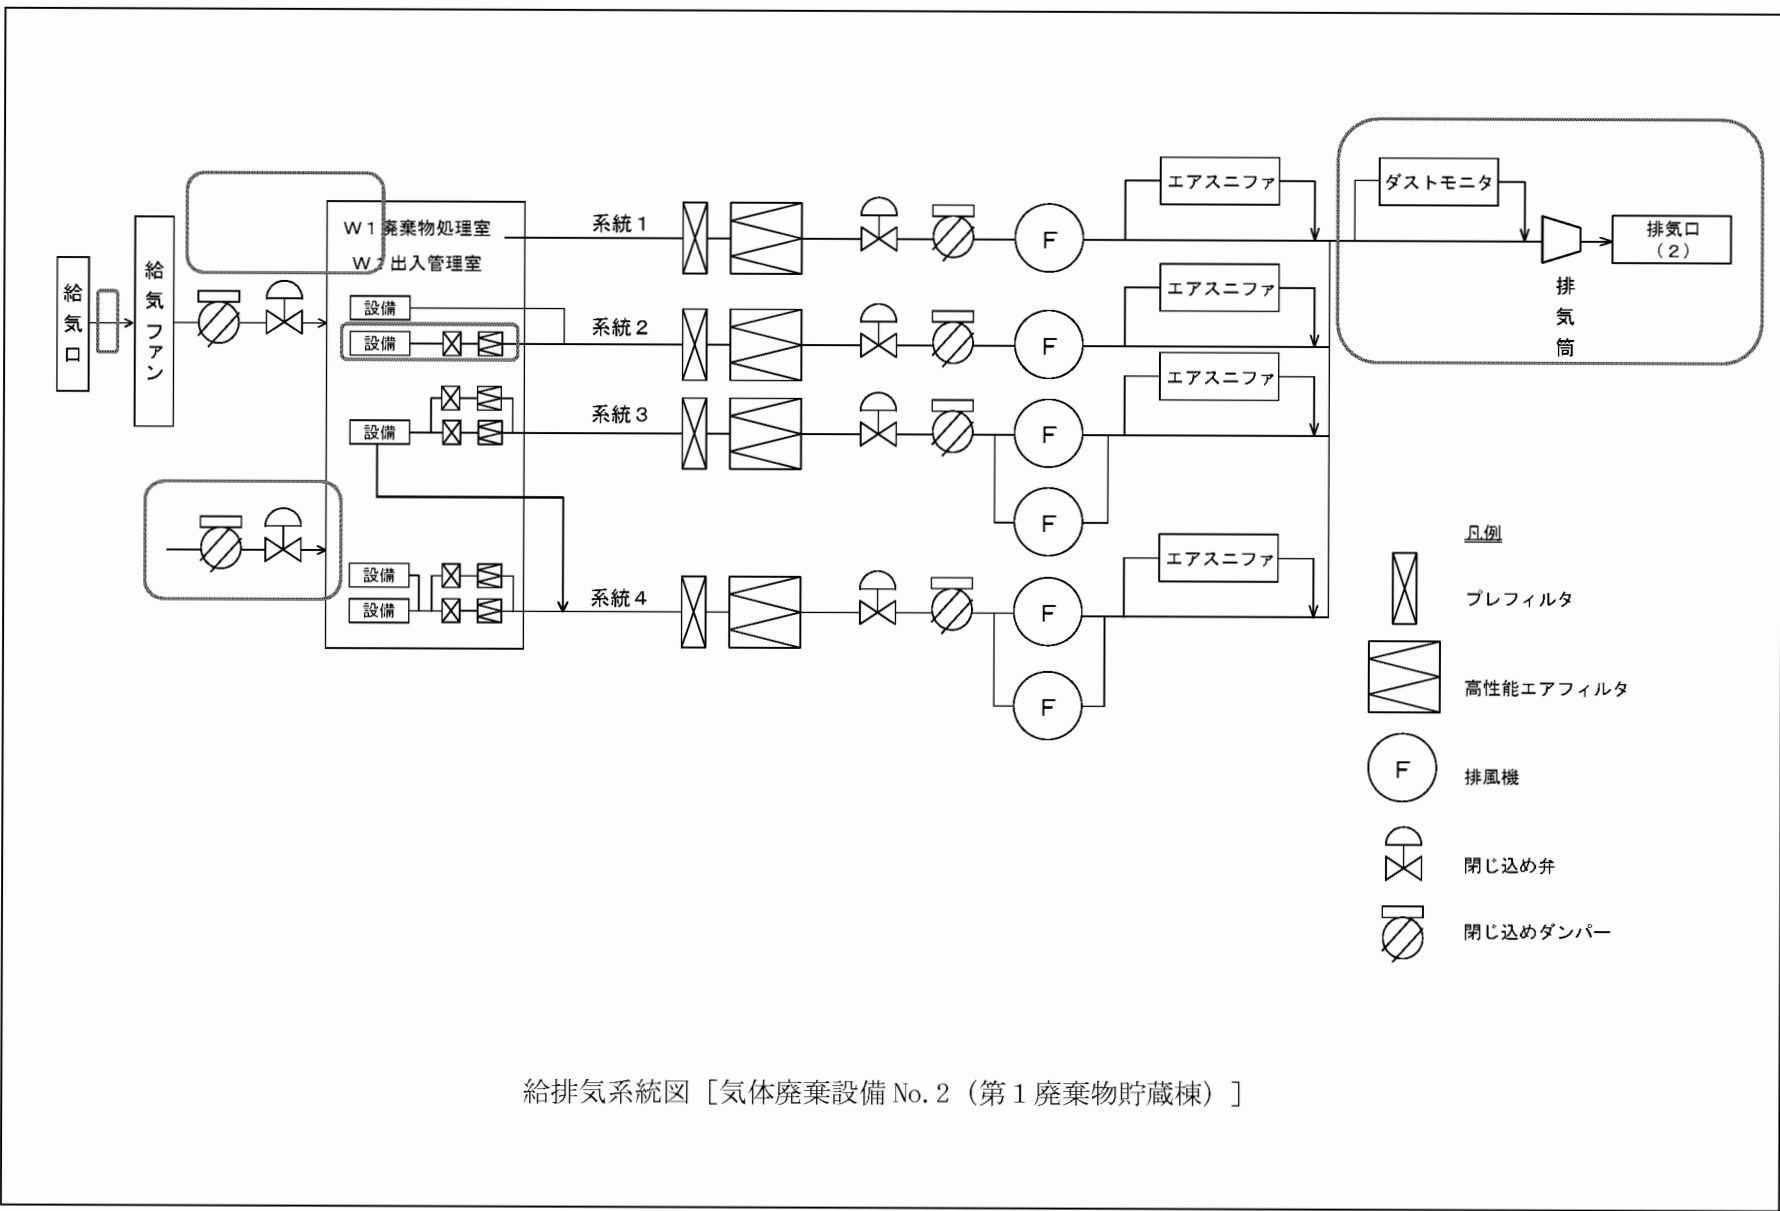 給気口
給気ファン
W1廃棄物処理室
W1出入管理室
設備
設備
設備
設備
設備
系統1
系統2
系統3
系統4
F
F
F
F
F
F
エアスニファ
エアスニファ
エアスニファ
エアスニファ
ダストモニタ
排気筒
排気口
(2)
凡例
プレフィルタ
高性能エアフィルタ
F
排風機
閉じ込め弁
閉じ込めダンパー
給排気系統図［気体廃棄設備 No.2（第1廃棄物貯蔵棟）］